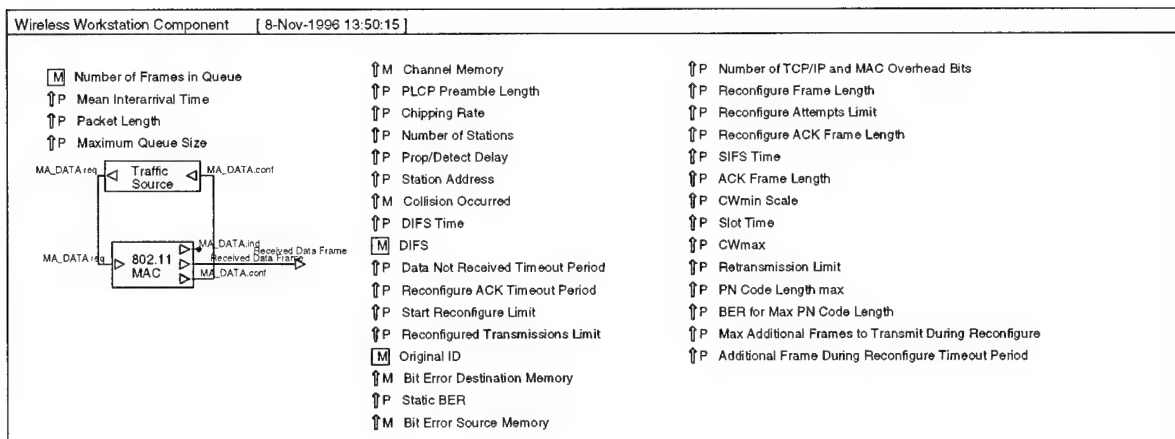 Wireless Workstation Component [ 8-Nov-1996 13:50:15 ]
M Number of Frames in Queue
⇑P Mean Interarrival Time
⇑P Packet Length
⇑P Maximum Queue Size
MA_DATA.req
Traffic
Source
MA_DATA.conf
MA_DATA.req
802.11
MAC
MA_DATA.ind
Received Data Frame
Received Data Frame
MA_DATA.conf
⇑M Channel Memory
⇑P PLCP Preamble Length
⇑P Chipping Rate
⇑P Number of Stations
⇑P Prop/Detect Delay
⇑P Station Address
⇑M Collision Occurred
⇑P DIFS Time
M DIFS
⇑P Data Not Received Timeout Period
⇑P Reconfigure ACK Timeout Period
⇑P Start Reconfigure Limit
⇑P Reconfigured Transmissions Limit
M Original ID
⇑M Bit Error Destination Memory
⇑P Static BER
⇑M Bit Error Source Memory
⇑P Number of TCP/IP and MAC Overhead Bits
⇑P Reconfigure Frame Length
⇑P Reconfigure Attempts Limit
⇑P Reconfigure ACK Frame Length
⇑P SIFS Time
⇑P ACK Frame Length
⇑P CWmin Scale
⇑P Slot Time
⇑P CWmax
⇑P Retransmission Limit
⇑P PN Code Length max
⇑P BER for Max PN Code Length
⇑P Max Additional Frames to Transmit During Reconfigure
⇑P Additional Frame During Reconfigure Timeout Period